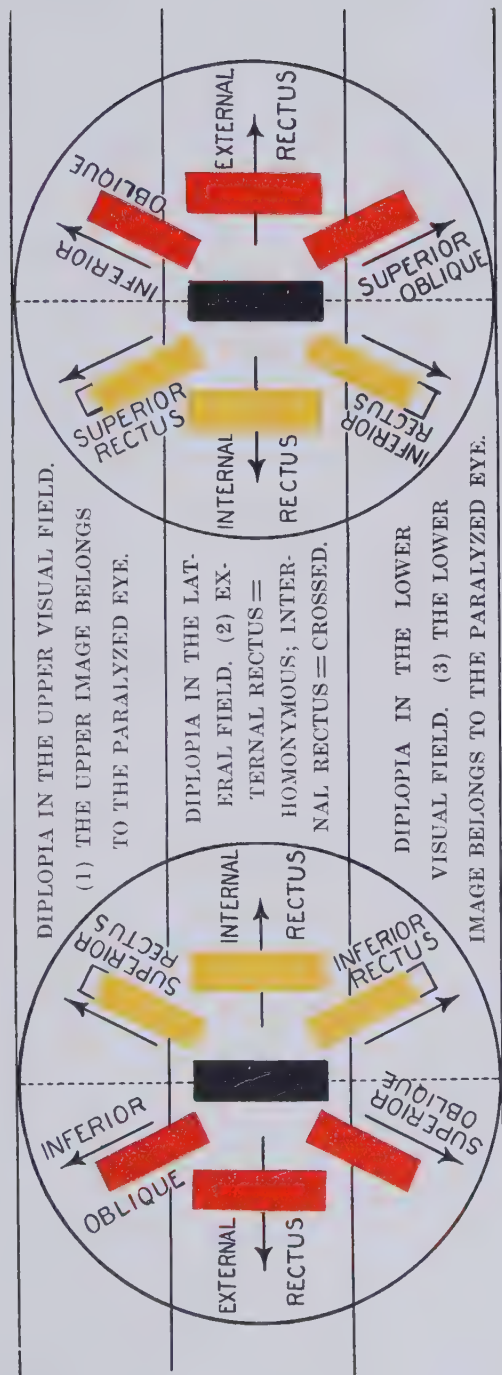 INFERIOR
OBLIQUE
SUPERIOR
RECTUS
EXTERNAL
RECTUS
INTERNAL
RECTUS
SUPERIOR
OBLIQUE
INFERIOR
RECTUS
DIPLOPIA IN THE UPPER VISUAL FIELD.
(1) THE UPPER IMAGE BELONGS
TO THE PARALYZED EYE.
DIPLOPIA IN THE LAT-
ERAL FIELD. (2) EX-
TERNAL RECTUS =
HOMONYMOUS; INTER-
NAL RECTUS = CROSSED.
DIPLOPIA IN THE LOWER
VISUAL FIELD. (3) THE LOWER
IMAGE BELONGS TO THE PARALYZED EYE.
SUPERIOR
RECTUS
INFERIOR
OBLIQUE
INTERNAL
RECTUS
EXTERNAL
RECTUS
INFERIOR
RECTUS
SUPERIOR
OBLIQUE